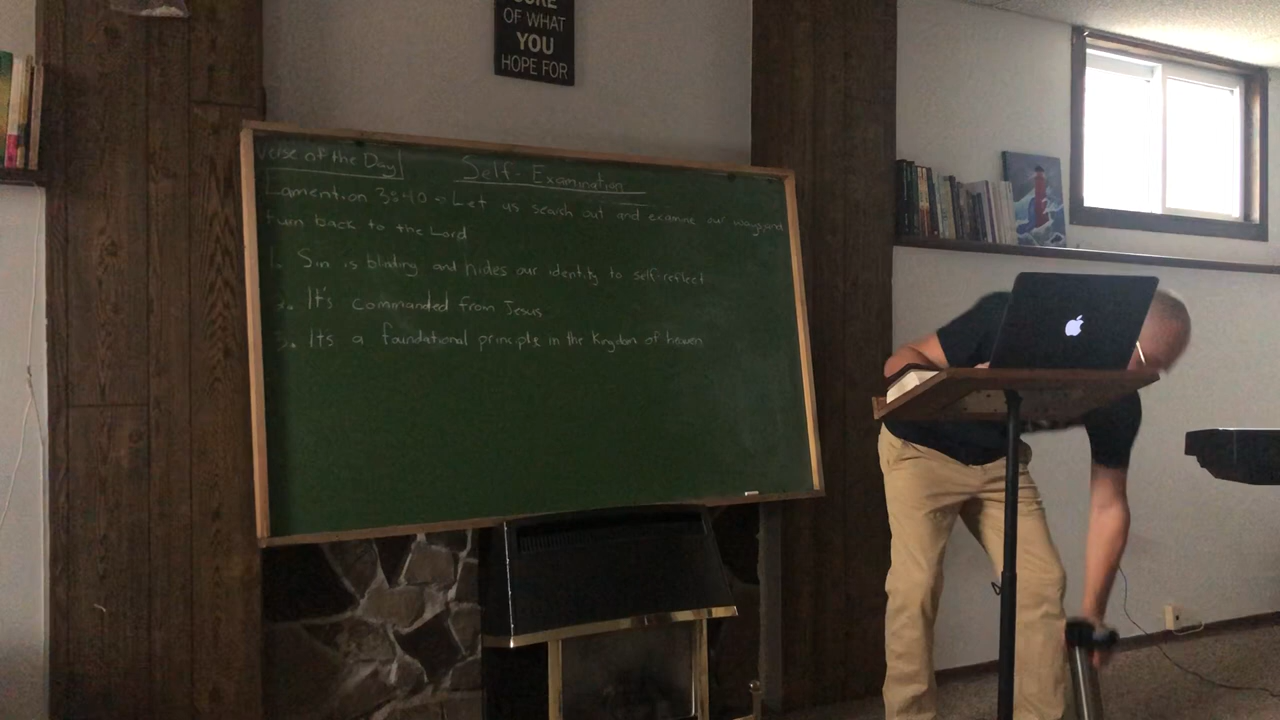 OF WHAT
YOU
HOPE FOR
verse of the Day
Self-Examination
Lamention 3:40 → Let us search out and examine our ways, and
turn back to the Lord
1. Sin is blinding and hides our identity to self-reflect
2. It's commanded from Jesus
3. It's a foundational principle in the Kingdom of heaven